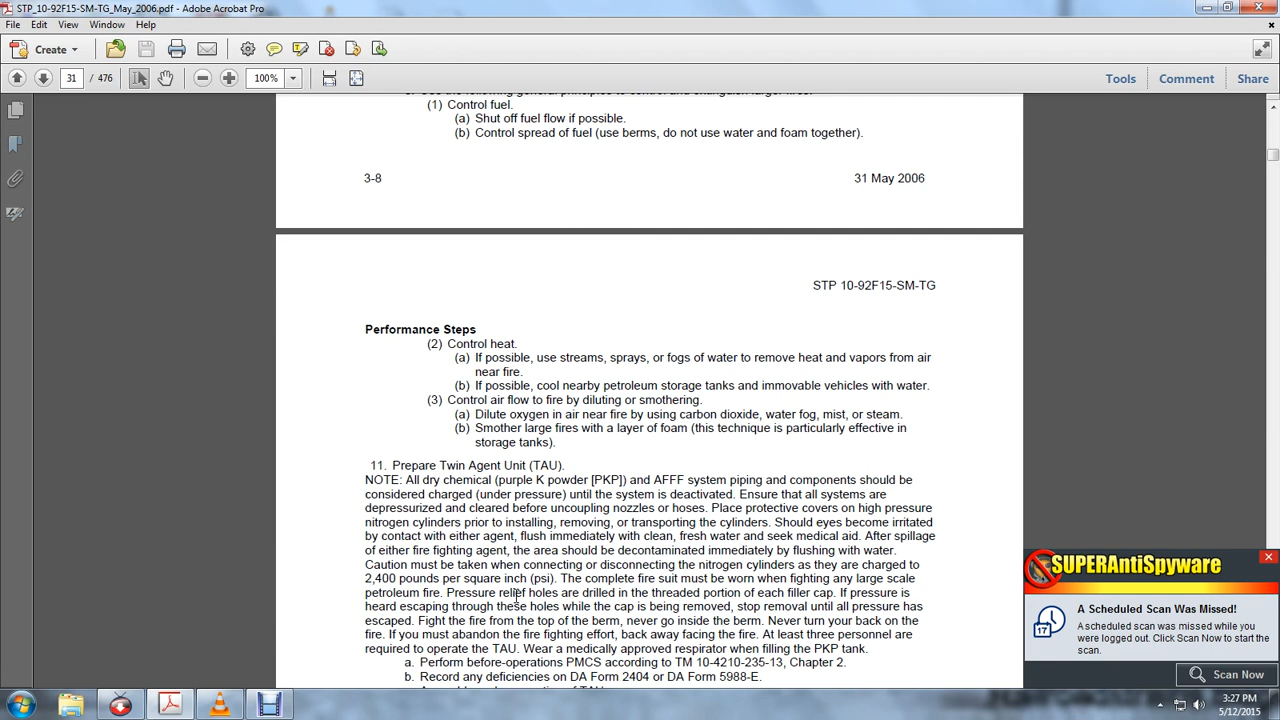 STP_10-92F15-SM-TG_May_2006.pdf - Adobe Acrobat Pro
File Edit View Window Help
Create
31 / 476 100% Tools Comment Share
(1) Control fuel.
(a) Shut off fuel flow if possible.
(b) Control spread of fuel (use berms, do not use water and foam together).
3-8 31 May 2006
STP 10-92F15-SM-TG
Performance Steps
(2) Control heat.
(a) If possible, use streams, sprays, or fogs of water to remove heat and vapors from air
near fire.
(b) If possible, cool nearby petroleum storage tanks and immovable vehicles with water.
(3) Control air flow to fire by diluting or smothering.
(a) Dilute oxygen in air near fire by using carbon dioxide, water fog, mist, or steam.
(b) Smother large fires with a layer of foam (this technique is particularly effective in
storage tanks).
11. Prepare Twin Agent Unit (TAU).
NOTE: All dry chemical (purple K powder [PKP]) and AFFF system piping and components should be
considered charged (under pressure) until the system is deactivated. Ensure that all systems are
depressurized and cleared before uncoupling nozzles or hoses. Place protective covers on high pressure
nitrogen cylinders prior to installing, removing, or transporting the cylinders. Should eyes become irritated
by contact with either agent, flush immediately with clean, fresh water and seek medical aid. After spillage
of either fire fighting agent, the area should be decontaminated immediately by flushing with water.
Caution must be taken when connecting or disconnecting the nitrogen cylinders as they are charged to
2,400 pounds per square inch (psi). The complete fire suit must be worn when fighting any large scale
petroleum fire. Pressure relief holes are drilled in the threaded portion of each filler cap. If pressure is
heard escaping through these holes while the cap is being removed, stop removal until all pressure has
escaped. Fight the fire from the top of the berm, never go inside the berm. Never turn your back on the
fire. If you must abandon the fire fighting effort, back away facing the fire. At least three personnel are
required to operate the TAU. Wear a medically approved respirator when filling the PKP tank.
a. Perform before-operations PMCS according to TM 10-4210-235-13, Chapter 2.
b. Record any deficiencies on DA Form 2404 or DA Form 5988-E.
SUPERAntiSpyware
17
A Scheduled Scan Was Missed!
A scheduled scan was missed while
you were logged out. Click Scan Now to start the
scan.
Scan Now
3:27 PM
5/12/2015